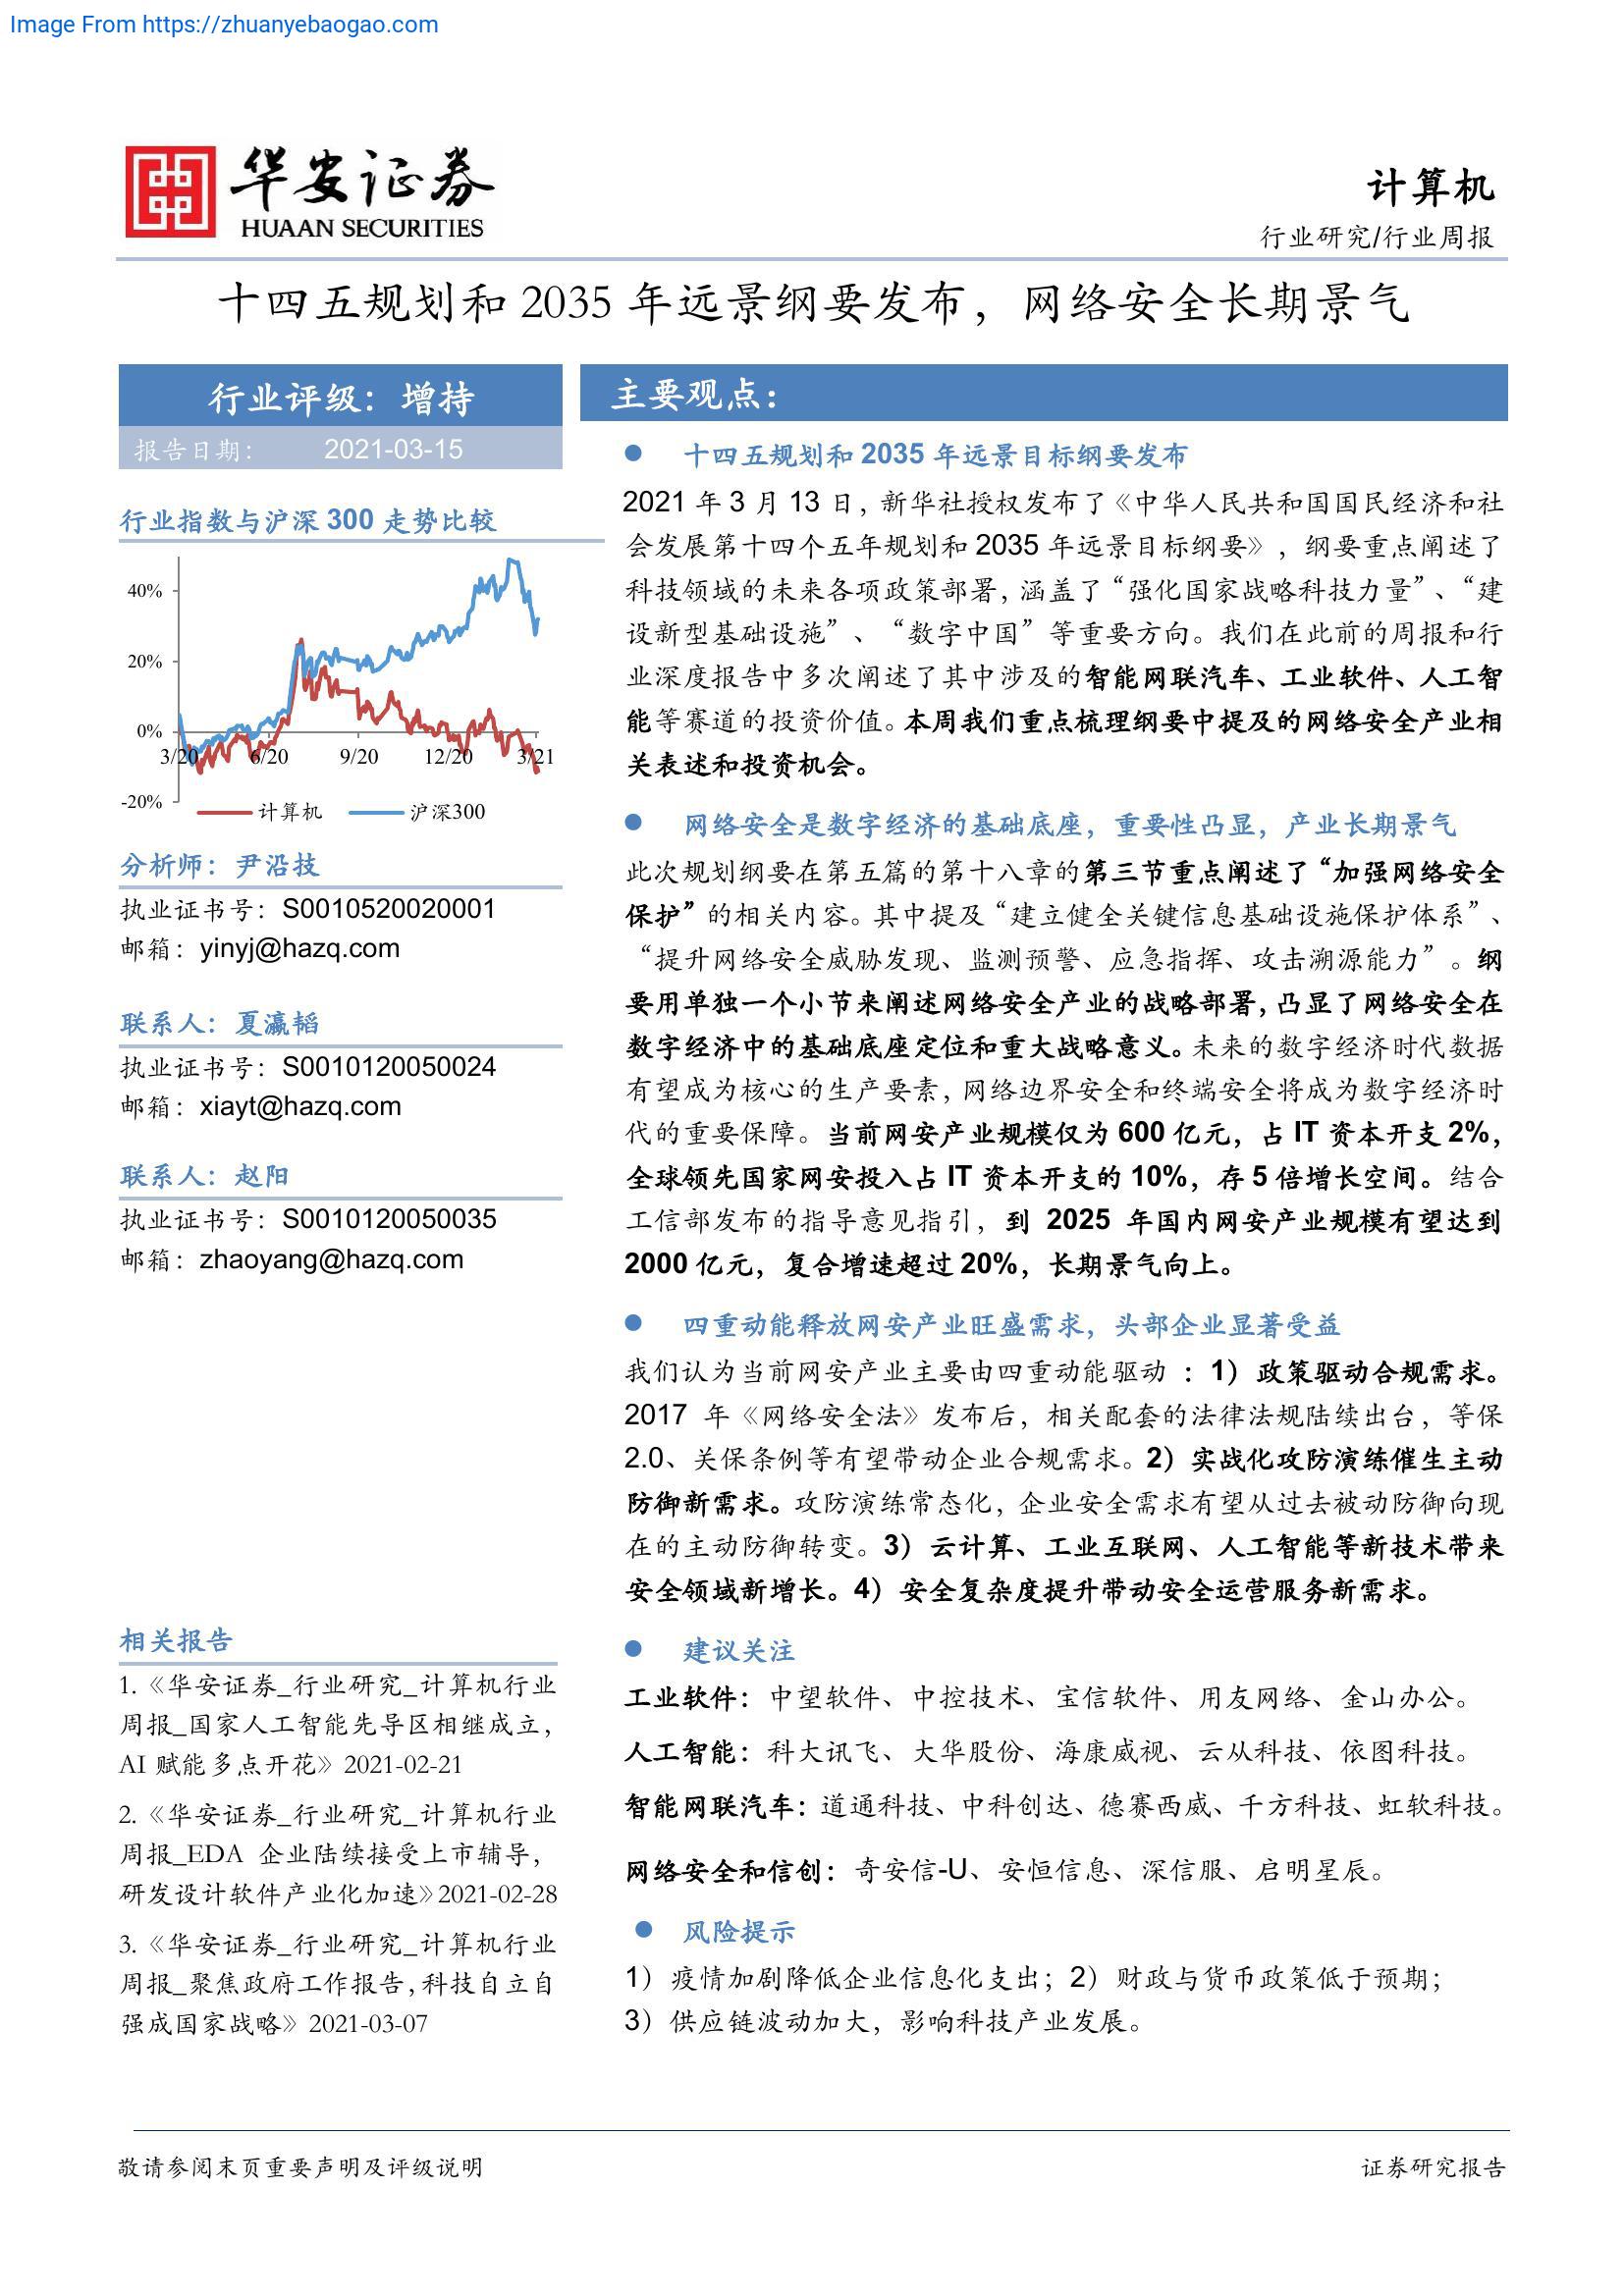 Image From https://zhuanyebaogao.com
华安证券
HUAAN SECURITIES
计算机
行业研究/行业周报
十四五规划和 2035 年远景纲要发布，网络安全长期景气
行业评级：增持
报告日期： 2021-03-15
行业指数与沪深 300 走势比较
40%
20%
0%
3/20 6/20 9/20 12/20 3/21
-20%
计算机 沪深300
分析师：尹沿技
执业证书号：S0010520020001
邮箱：yinyj@hazq.com
联系人：夏瀛韬
执业证书号：S0010120050024
邮箱：xiayt@hazq.com
联系人：赵阳
执业证书号：S0010120050035
邮箱：zhaoyang@hazq.com
相关报告
1.《华安证券_行业研究_计算机行业
周报_国家人工智能先导区相继成立，
AI 赋能多点开花》2021-02-21
2.《华安证券_行业研究_计算机行业
周报_EDA 企业陆续接受上市辅导，
研发设计软件产业化加速》2021-02-28
3.《华安证券_行业研究_计算机行业
周报_聚焦政府工作报告，科技自立自
强成国家战略》2021-03-07
主要观点：
● 十四五规划和 2035 年远景目标纲要发布
2021 年 3 月 13 日，新华社授权发布了《中华人民共和国国民经济和社
会发展第十四个五年规划和 2035 年远景目标纲要》，纲要重点阐述了
科技领域的未来各项政策部署，涵盖了“强化国家战略科技力量”、“建
设新型基础设施”、“数字中国”等重要方向。我们在此前的周报和行
业深度报告中多次阐述了其中涉及的智能网联汽车、工业软件、人工智
能等赛道的投资价值。本周我们重点梳理纲要中提及的网络安全产业相
关表述和投资机会。
● 网络安全是数字经济的基础底座，重要性凸显，产业长期景气
此次规划纲要在第五篇的第十八章的第三节重点阐述了“加强网络安全
保护”的相关内容。其中提及“建立健全关键信息基础设施保护体系”、
“提升网络安全威胁发现、监测预警、应急指挥、攻击溯源能力”。纲
要用单独一个小节来阐述网络安全产业的战略部署，凸显了网络安全在
数字经济中的基础底座定位和重大战略意义。未来的数字经济时代数据
有望成为核心的生产要素，网络边界安全和终端安全将成为数字经济时
代的重要保障。当前网安产业规模仅为 600 亿元，占 IT 资本开支 2%，
全球领先国家网安投入占 IT 资本开支的 10%，存 5 倍增长空间。结合
工信部发布的指导意见指引，到 2025 年国内网安产业规模有望达到
2000 亿元，复合增速超过 20%，长期景气向上。
● 四重动能释放网安产业旺盛需求，头部企业显著受益
我们认为当前网安产业主要由四重动能驱动 ：1）政策驱动合规需求。
2017 年《网络安全法》发布后，相关配套的法律法规陆续出台，等保
2.0、关保条例等有望带动企业合规需求。2）实战化攻防演练催生主动
防御新需求。攻防演练常态化，企业安全需求有望从过去被动防御向现
在的主动防御转变。3）云计算、工业互联网、人工智能等新技术带来
安全领域新增长。4）安全复杂度提升带动安全运营服务新需求。
● 建议关注
工业软件：中望软件、中控技术、宝信软件、用友网络、金山办公。
人工智能：科大讯飞、大华股份、海康威视、云从科技、依图科技。
智能网联汽车：道通科技、中科创达、德赛西威、千方科技、虹软科技。
网络安全和信创：奇安信-U、安恒信息、深信服、启明星辰。
● 风险提示
1）疫情加剧降低企业信息化支出；2）财政与货币政策低于预期；
3）供应链波动加大，影响科技产业发展。
敬请参阅末页重要声明及评级说明
证券研究报告